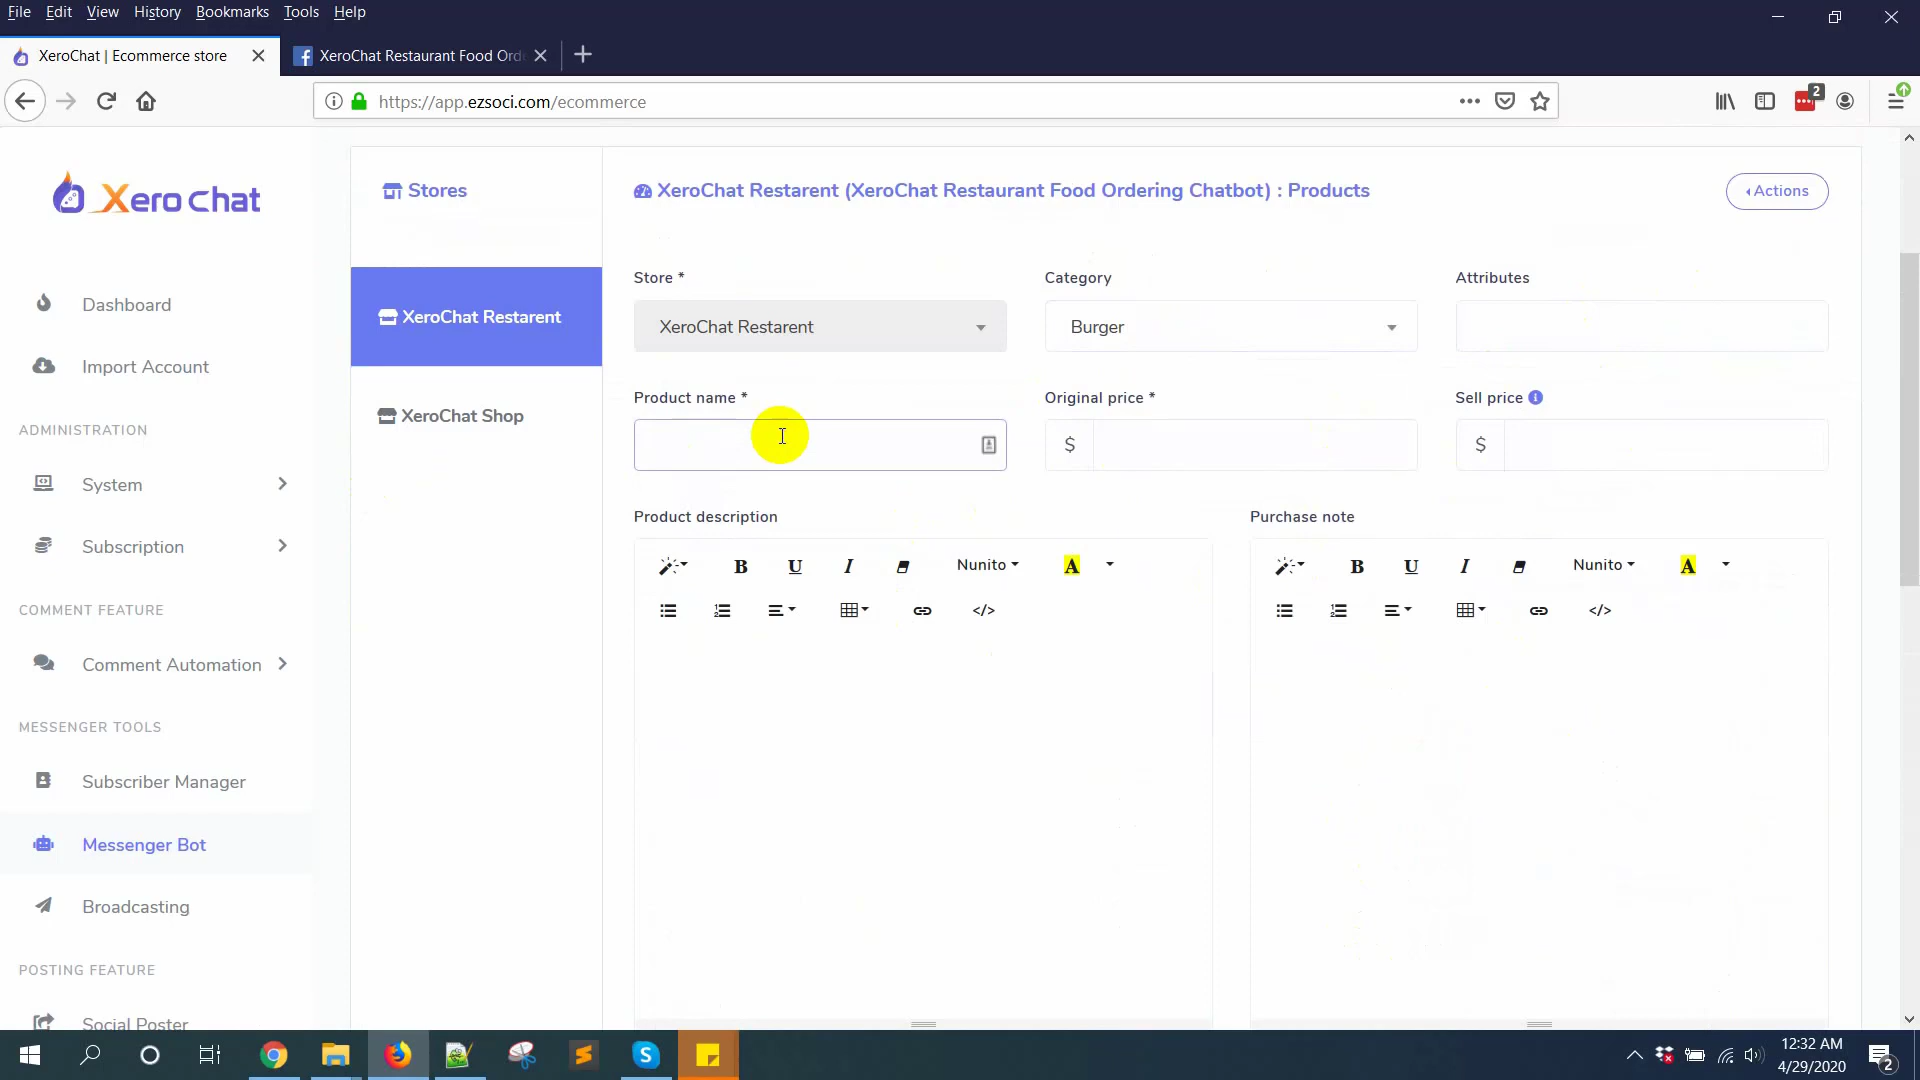 File Edit View History Bookmarks Tools Help
XeroChat | Ecommerce store
XeroChat Restaurant Food Ord
https://app.ezsoci.com/ecommerce
2
Xero Chat
Dashboard
Import Account
ADMINISTRATION
System
Subscription
COMMENT FEATURE
Comment Automation
MESSENGER TOOLS
Subscriber Manager
Messenger Bot
Broadcasting
POSTING FEATURE
Social Poster
Stores
XeroChat Restarent
XeroChat Shop
XeroChat Restarent (XeroChat Restaurant Food Ordering Chatbot) : Products
Actions
Store *
Category
Attributes
XeroChat Restarent
Burger
Product name *
Original price *
Sell price
$
$
Product description
Purchase note
B U I Nunito A
</>
B U I Nunito A
</>
12:32 AM
4/29/2020
2